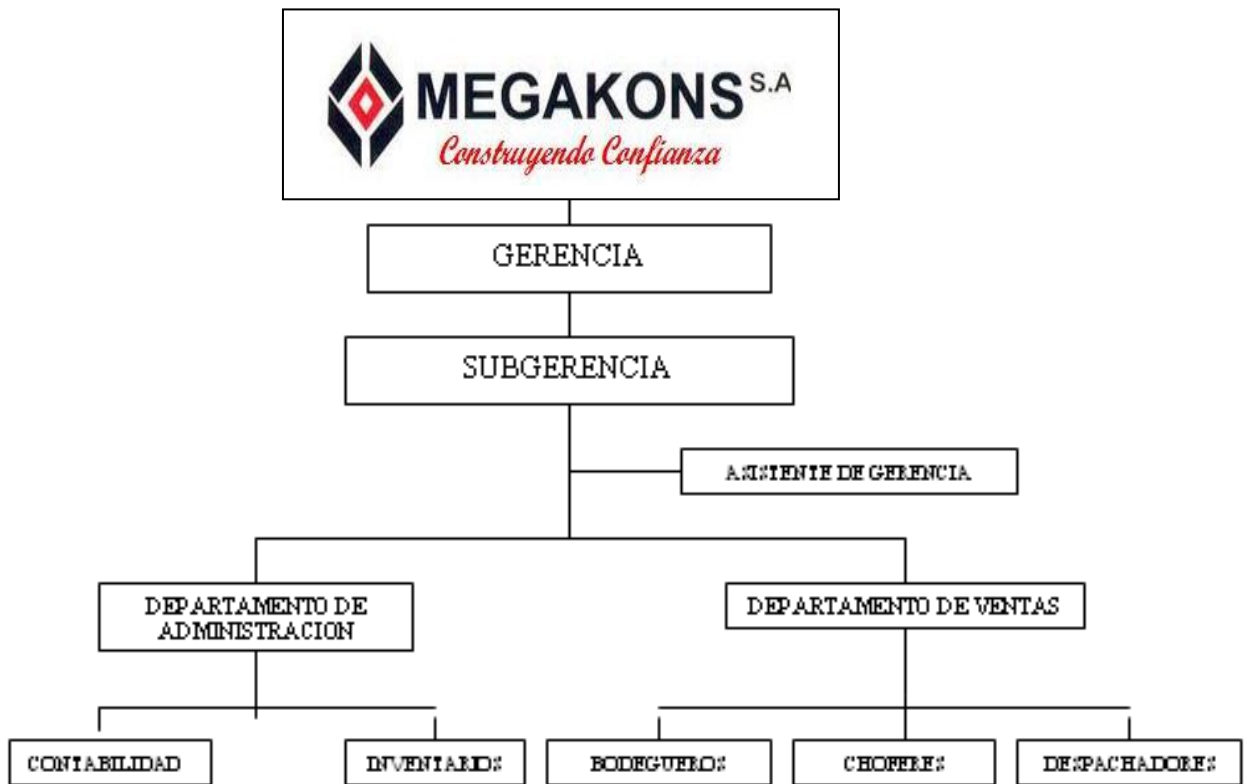 MEGAKONS S.A
Construyendo Confianza
GERENCIA
SUBGERENCIA
ASISTENTE DE GERENCIA
DEPARTAMENTO DE
ADMINISTRACION
DEPARTAMENTO DE VENTAS
CONTABILIDAD
INVENTARIOS
BODEGUEROS
CHOFERES
DESPACHADORES